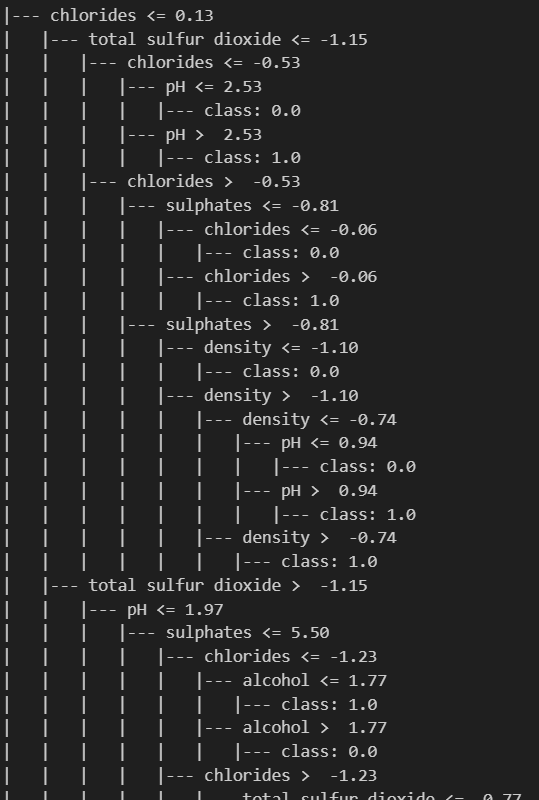 |--- chlorides <= 0.13
|   |--- total sulfur dioxide <= -1.15
|   |   |--- chlorides <= -0.53
|   |   |   |--- pH <= 2.53
|   |   |   |   |--- class: 0.0
|   |   |   |--- pH >  2.53
|   |   |   |   |--- class: 1.0
|   |   |--- chlorides >  -0.53
|   |   |   |--- sulphates <= -0.81
|   |   |   |   |--- chlorides <= -0.06
|   |   |   |   |   |--- class: 0.0
|   |   |   |   |--- chlorides >  -0.06
|   |   |   |   |   |--- class: 1.0
|   |   |   |--- sulphates >  -0.81
|   |   |   |   |--- density <= -1.10
|   |   |   |   |   |--- class: 0.0
|   |   |   |   |--- density >  -1.10
|   |   |   |   |   |--- density <= -0.74
|   |   |   |   |   |   |--- pH <= 0.94
|   |   |   |   |   |   |   |--- class: 0.0
|   |   |   |   |   |   |--- pH >  0.94
|   |   |   |   |   |   |   |--- class: 1.0
|   |   |   |   |   |--- density >  -0.74
|   |   |   |   |   |   |--- class: 1.0
|   |--- total sulfur dioxide >  -1.15
|   |   |--- pH <= 1.97
|   |   |   |--- sulphates <= 5.50
|   |   |   |   |--- chlorides <= -1.23
|   |   |   |   |   |--- alcohol <= 1.77
|   |   |   |   |   |   |--- class: 1.0
|   |   |   |   |   |--- alcohol >  1.77
|   |   |   |   |   |   |--- class: 0.0
|   |   |   |   |--- chlorides >  -1.23
|   |   |   |   |   |--- total sulfur dioxide <= -0.77